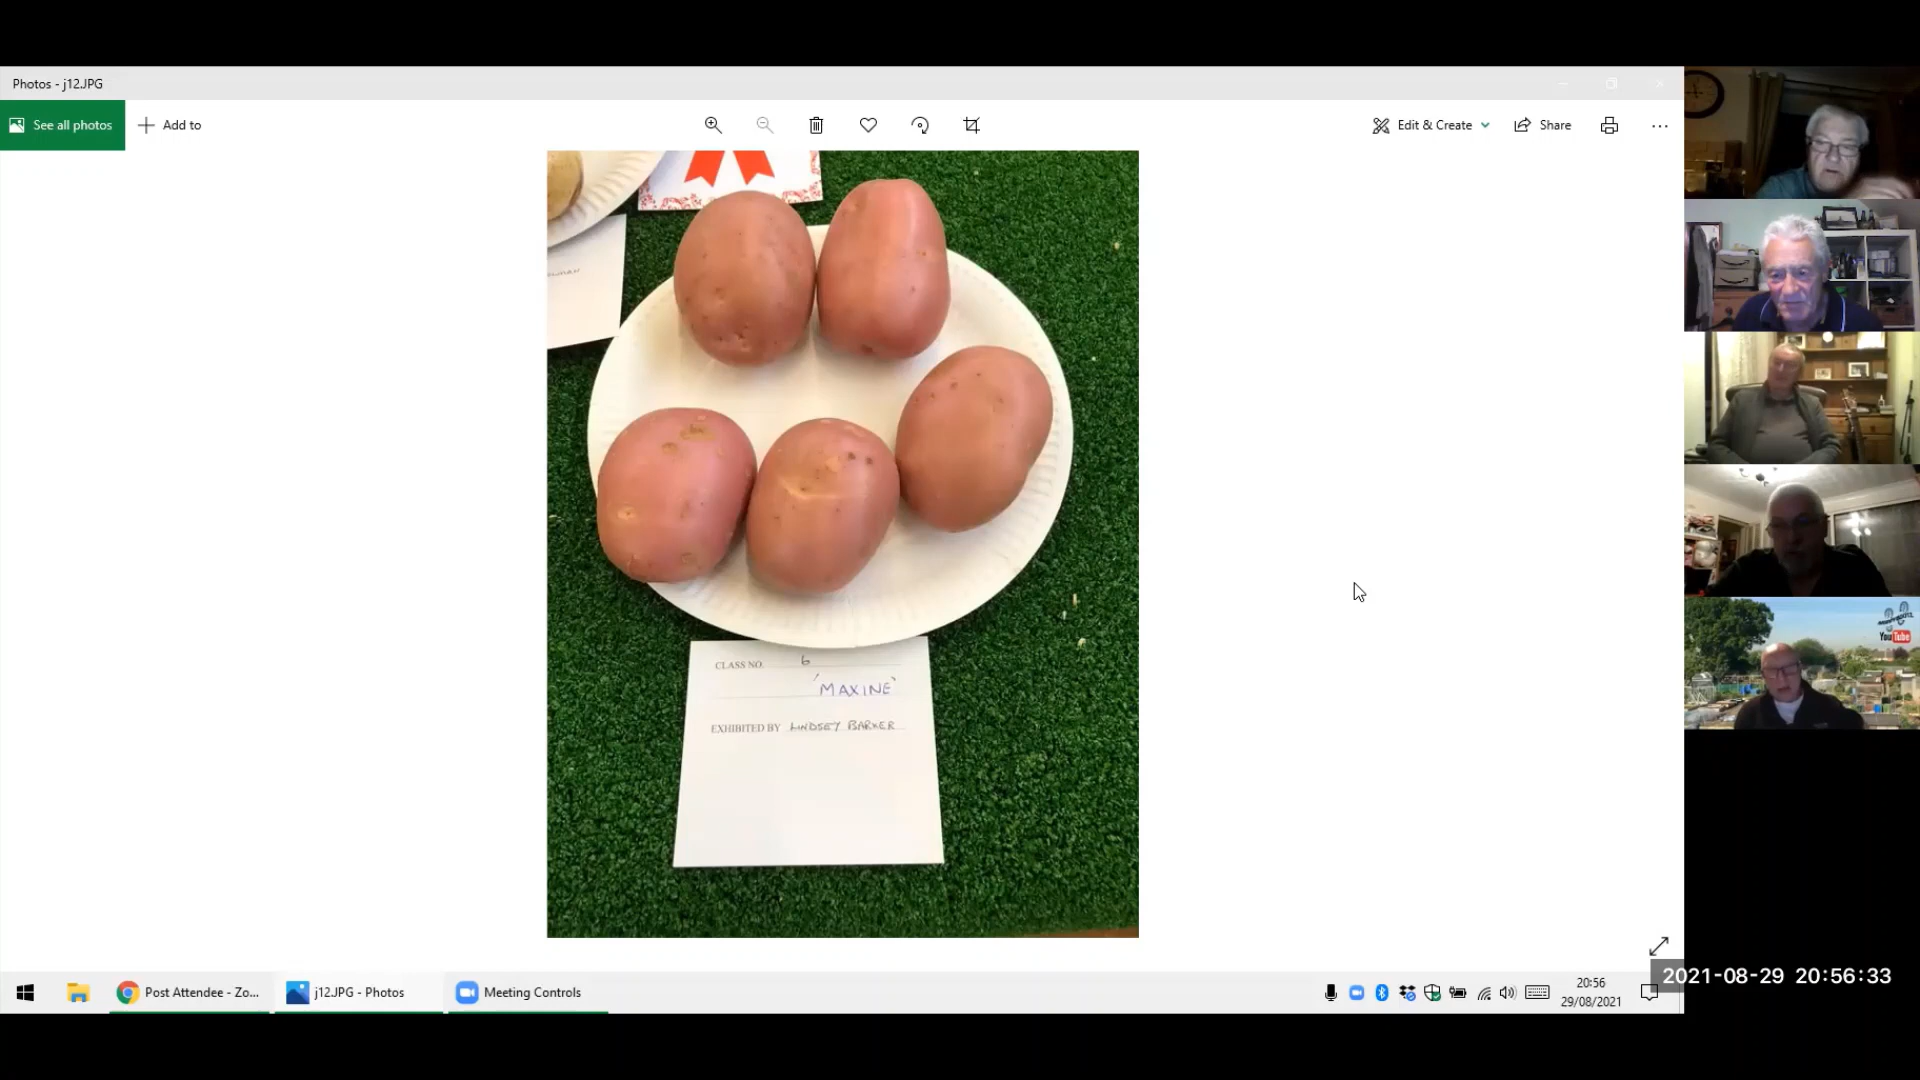 Photos - j12.JPG
See all photos
Add to
Edit & Create
Share
CLASS NO. 6
'MAXINE'
EXHIBITED BY LINDSEY BARKER
You Tube
Post Attendee - Zo...
j12.JPG - Photos
Meeting Controls
20:56
29/08/2021
2021-08-29 20:56:33